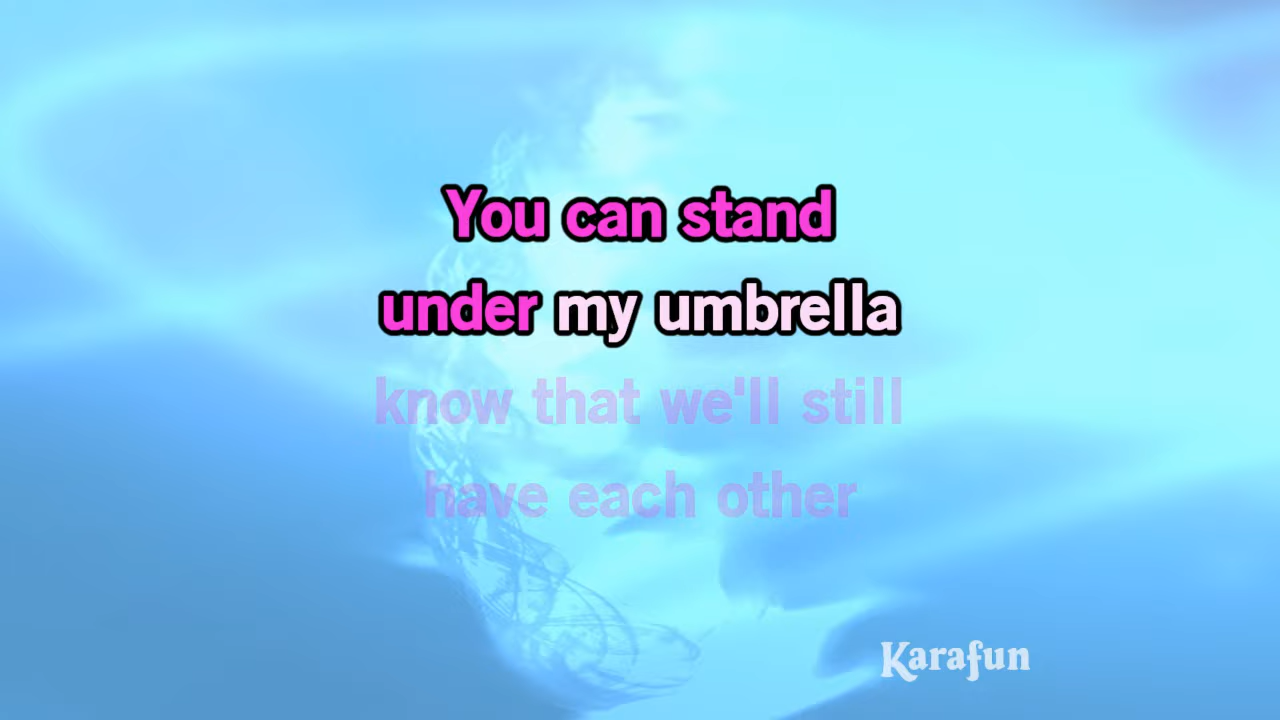 You can stand
under my umbrella
know that we'll still
have each other
Karafun